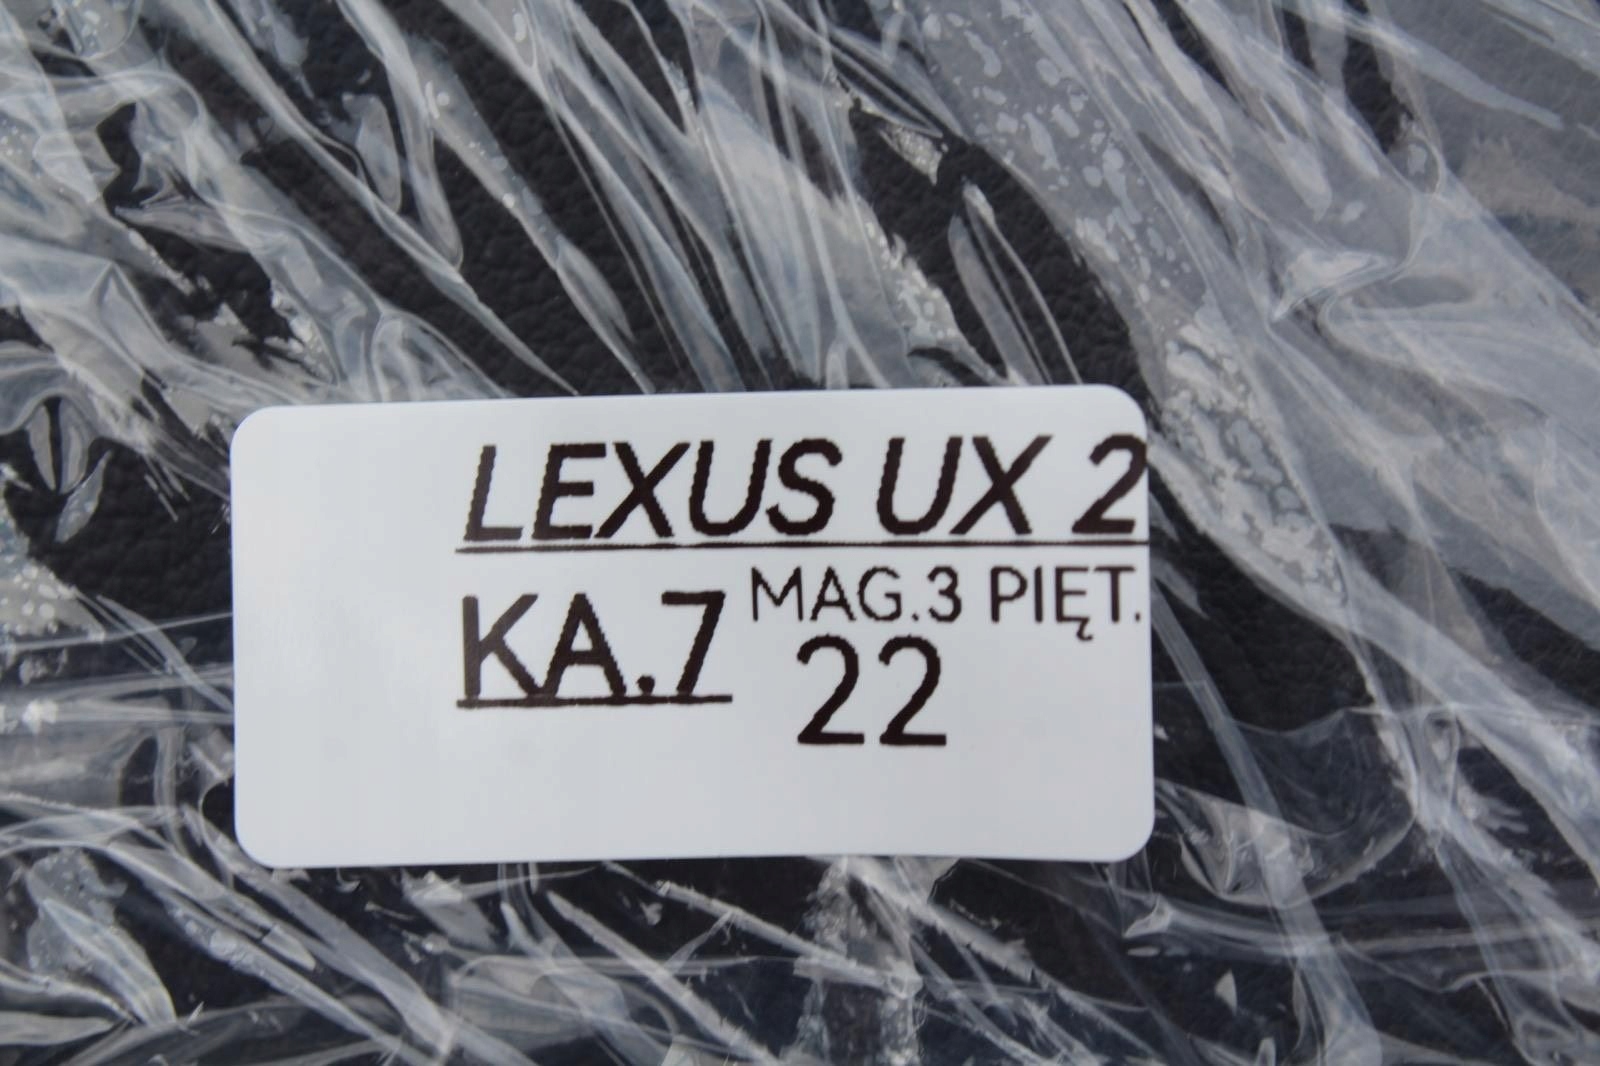 LEXUS UX 2
KA.7 MAG.3 PIĘT.
22